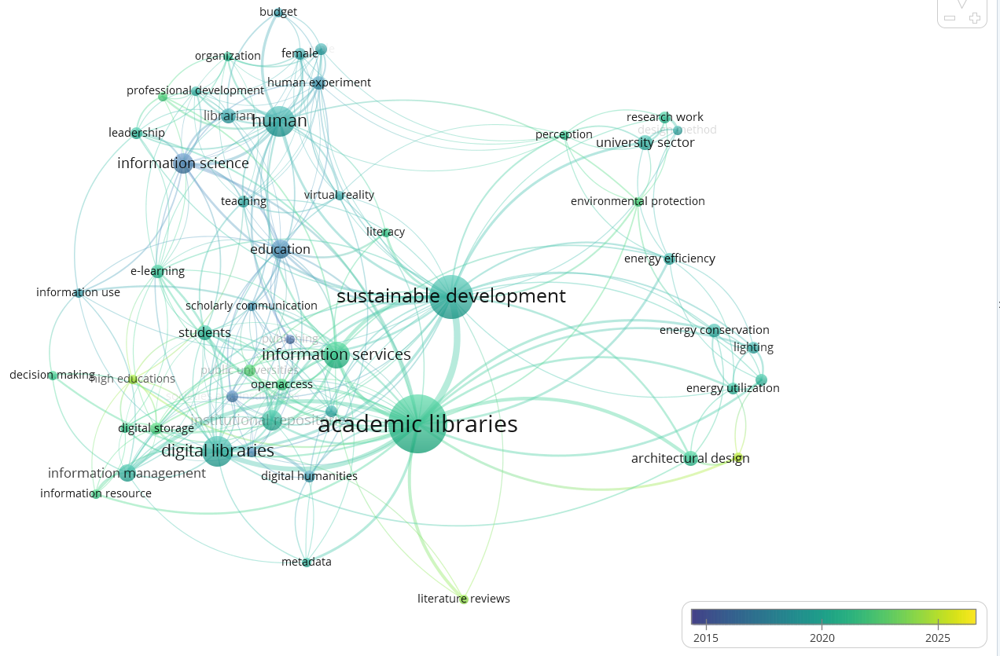 budget
organization
female
human experiment
professional development
librarian
human
leadership
information science
research work
design method
perception
university sector
teaching
virtual reality
environmental protection
literacy
education
energy efficiency
e-learning
information use
sustainable development
scholarly communication
students
energy conservation
publishing
lighting
information services
public universities
decision making
high educations
openaccess
energy utilization
institutional reposit
academic libraries
digital storage
digital libraries
architectural design
information management
digital humanities
information resource
metadata
literature reviews
2015
2020
2025